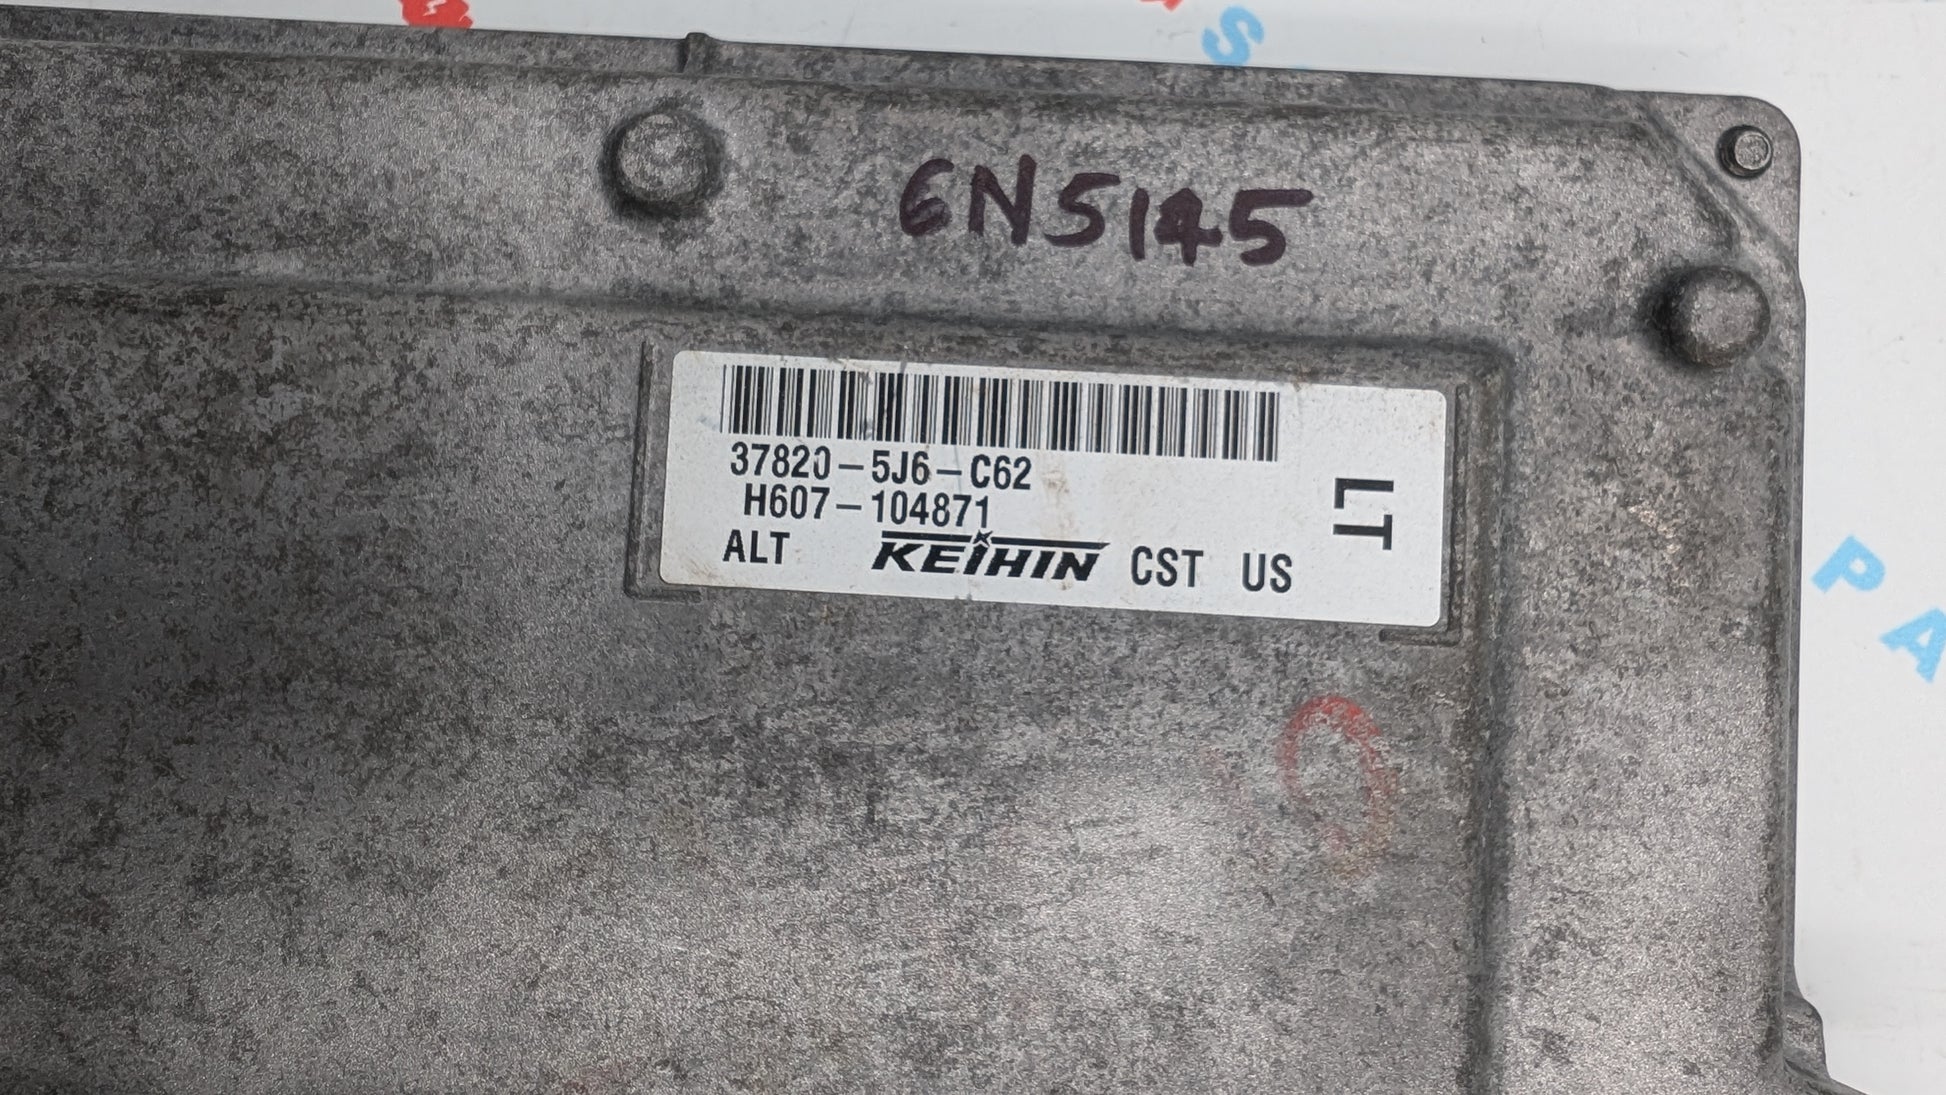 S
6N5145
37820-5J6-C62
H607-104871
ALT KEIHIN CST US
LT
P A